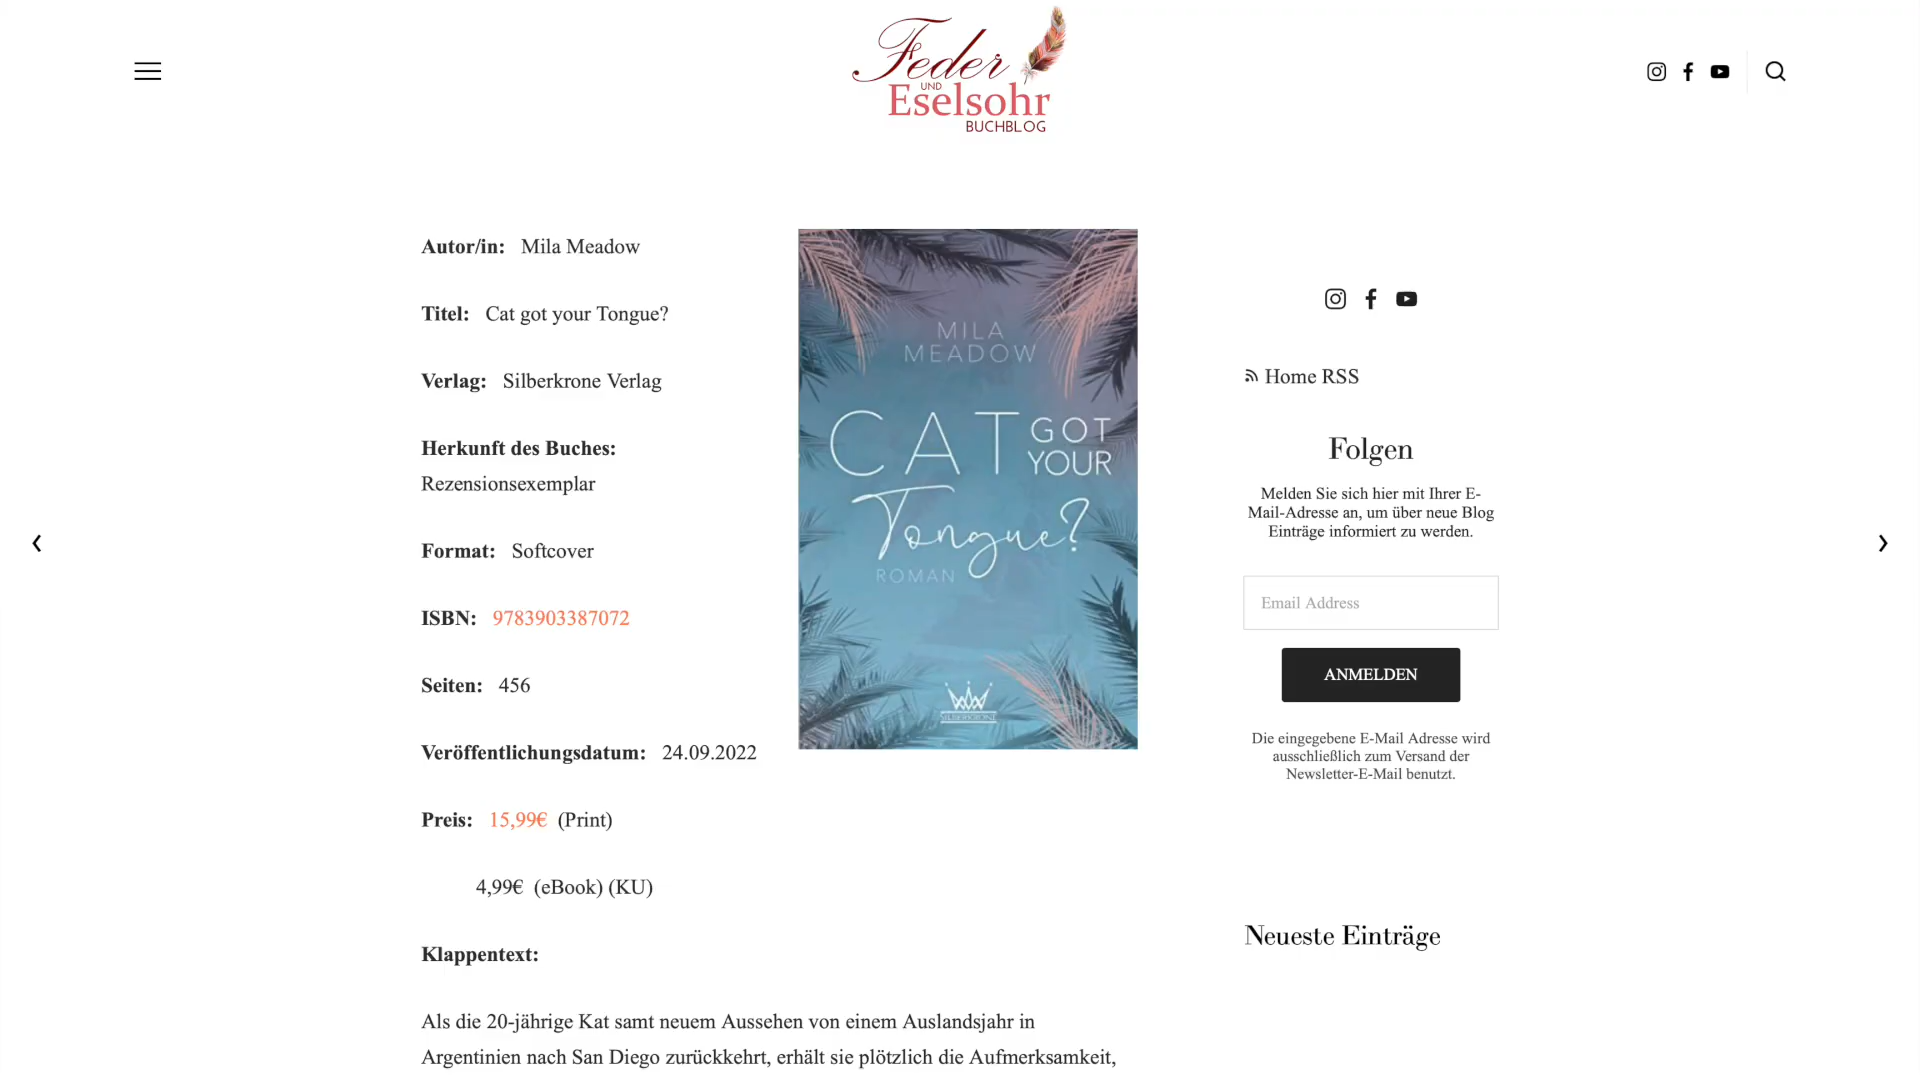 Feder
UND
Eselsohr
BUCHBLOG
Autor/in: Mila Meadow
Titel: Cat got your Tongue?
Verlag: Silberkrone Verlag
Herkunft des Buches:
Rezensionsexemplar
Format: Softcover
ISBN: 9783903387072
Seiten: 456
Veröffentlichungsdatum: 24.09.2022
Preis: 15,99€ (Print)
4,99€ (eBook) (KU)
Klappentext:
Als die 20-jährige Kat samt neuem Aussehen von einem Auslandsjahr in
Argentinien nach San Diego zurückkehrt, erhält sie plötzlich die Aufmerksamkeit,
MILA
MEADOW
CAT GOT
YOUR
Tongue?
ROMAN
SILBERKRONE
Home RSS
Folgen
Melden Sie sich hier mit Ihrer E-
Mail-Adresse an, um über neue Blog
Einträge informiert zu werden.
Email Address
ANMELDEN
Die eingegebene E-Mail Adresse wird
ausschließlich zum Versand der
Newsletter-E-Mail benutzt.
Neueste Einträge